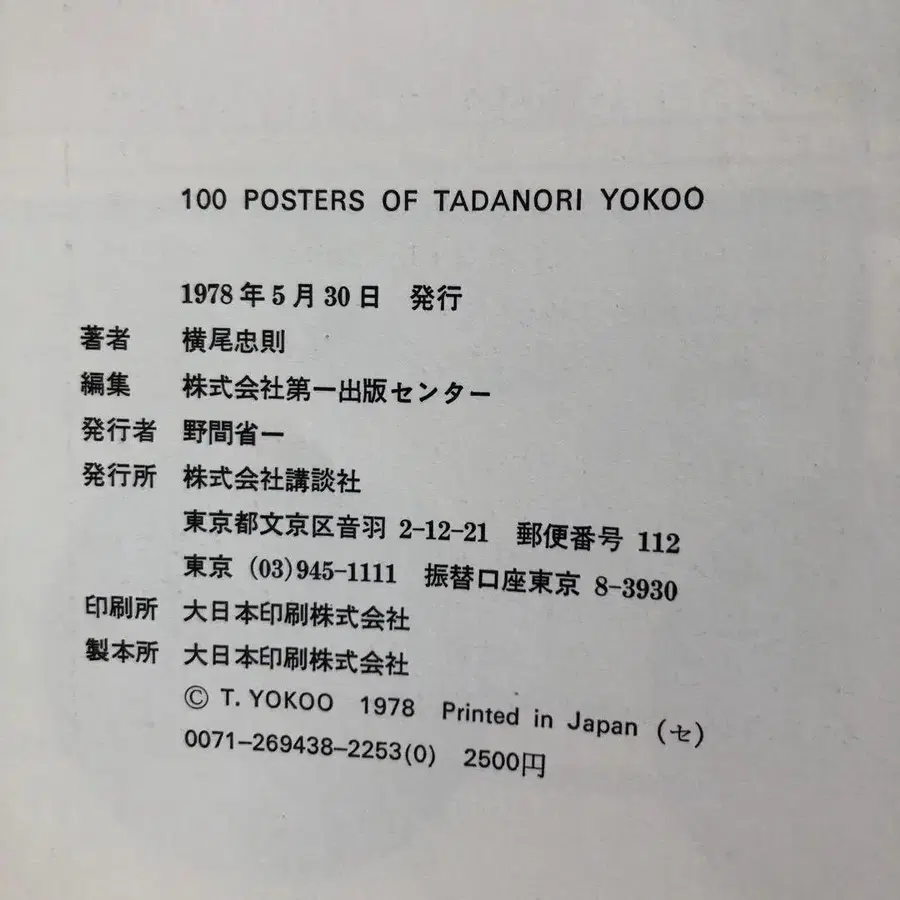 100 POSTERS OF TADANORI YOKOO
1978年5月30日 発行
著者 横尾忠則
編集 株式会社第一出版センター
発行者 野間省一
発行所 株式会社講談社
東京都文京区音羽 2-12-21 郵便番号 112
東京 (03)945-1111 振替口座東京 8-3930
印刷所 大日本印刷株式会社
製本所 大日本印刷株式会社
© T. YOKOO 1978 Printed in Japan (セ)
0071-269438-2253(0) 2500円